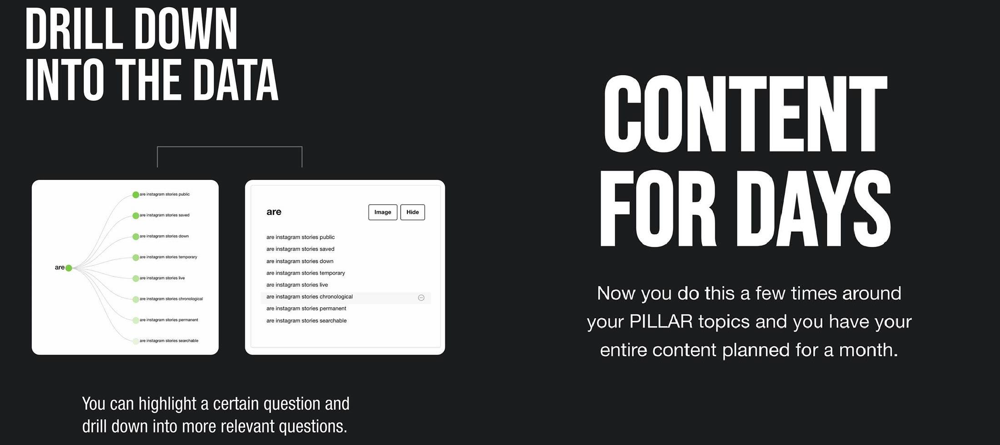 DRILL DOWN
INTO THE DATA
are
are instagram stories public
are instagram stories saved
are instagram stories down
are instagram stories temporary
are instagram stories live
are instagram stories chronological
are instagram stories permanent
are instagram stories searchable
are
Image
Hide
are instagram stories public
are instagram stories saved
are instagram stories down
are instagram stories temporary
are instagram stories live
are instagram stories chronological
are instagram stories permanent
are instagram stories searchable
You can highlight a certain question and
drill down into more relevant questions.
CONTENT
FOR DAYS
Now you do this a few times around
your PILLAR topics and you have your
entire content planned for a month.